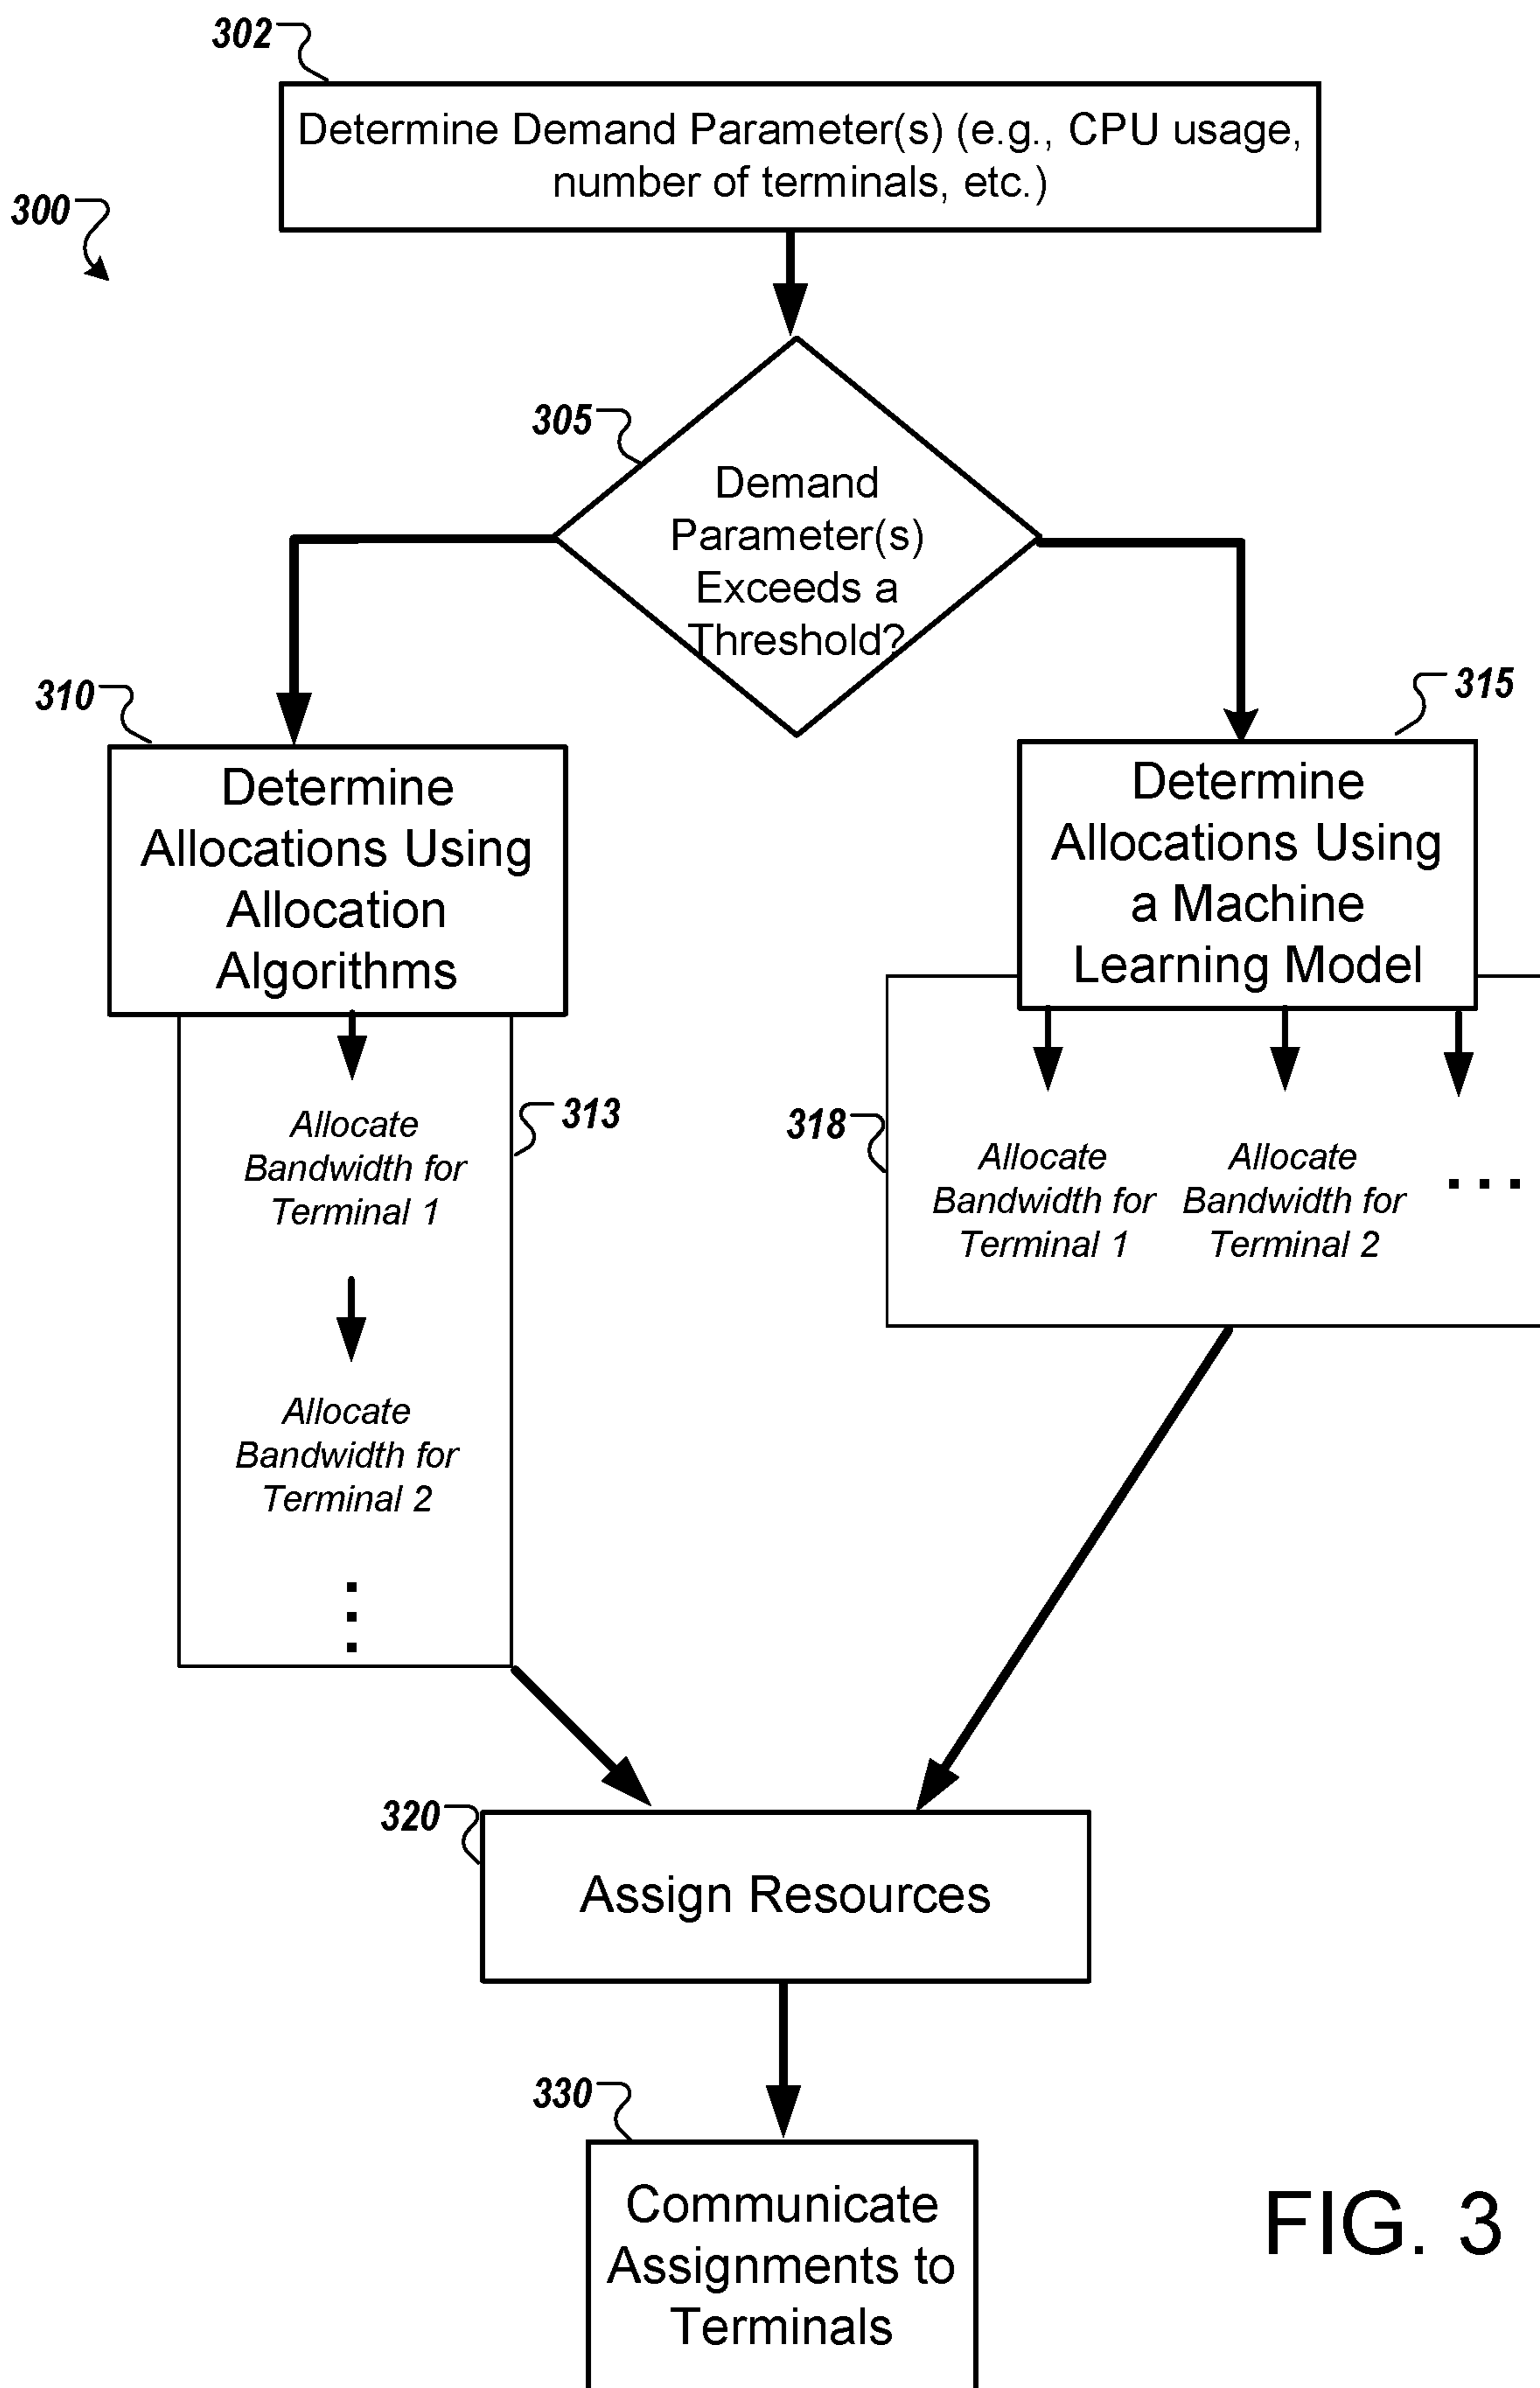 302
Determine Demand Parameter(s) (e.g., CPU usage,
number of terminals, etc.)
300
305
Demand
Parameter(s)
Exceeds a
Threshold?
310
Determine
Allocations Using
Allocation
Algorithms
315
Determine
Allocations Using
a Machine
Learning Model
313
Allocate
Bandwidth for
Terminal 1
Allocate
Bandwidth for
Terminal 2
318
Allocate
Bandwidth for
Terminal 1
Allocate
Bandwidth for
Terminal 2
320
Assign Resources
330
Communicate
Assignments to
Terminals
FIG. 3